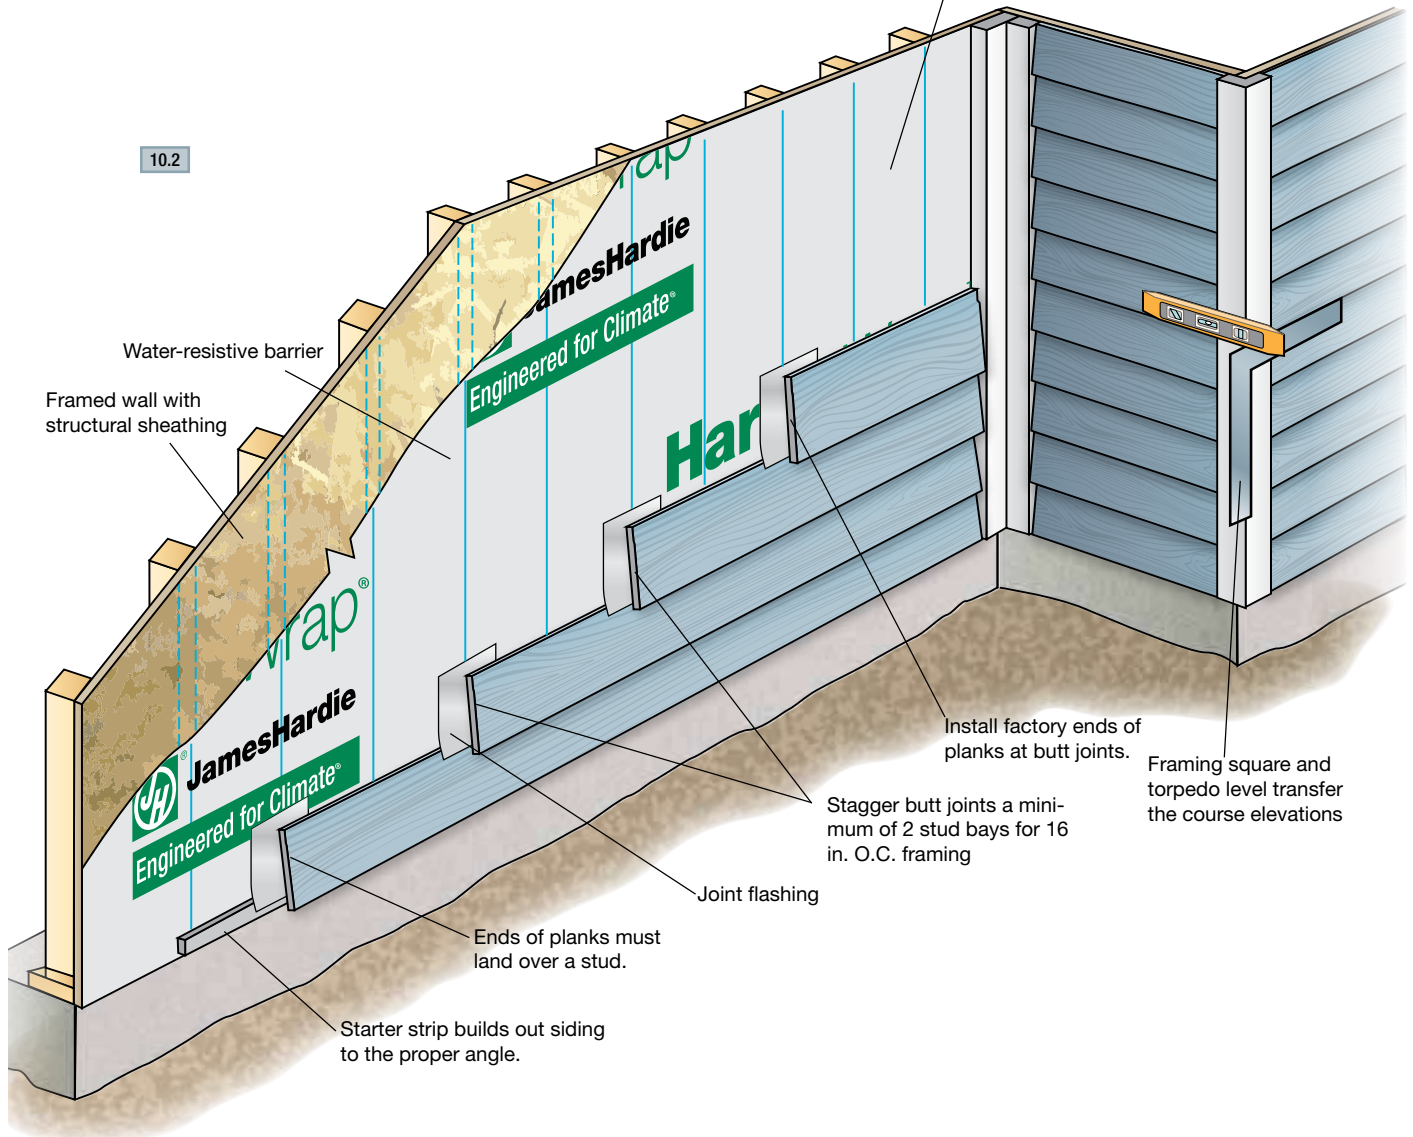 10.2
rap
JamesHardie
Engineered for Climate®
Water-resistive barrier
Framed wall with
structural sheathing
Har
rap®
JH®
JamesHardie
Engineered for Climate®
Install factory ends of
planks at butt joints.
Framing square and
torpedo level transfer
the course elevations
Stagger butt joints a mini-
mum of 2 stud bays for 16
in. O.C. framing
Joint flashing
Ends of planks must
land over a stud.
Starter strip builds out siding
to the proper angle.